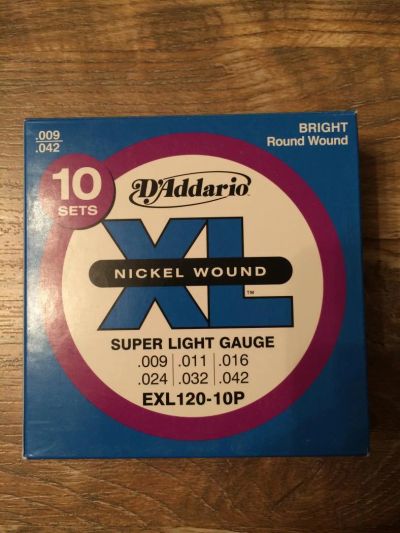 .009
.042
BRIGHT
Round Wound
10
SETS
D'Addario
XL
NICKEL WOUND
™
SUPER LIGHT GAUGE
.009 .011 .016
.024 .032 .042
EXL120-10P